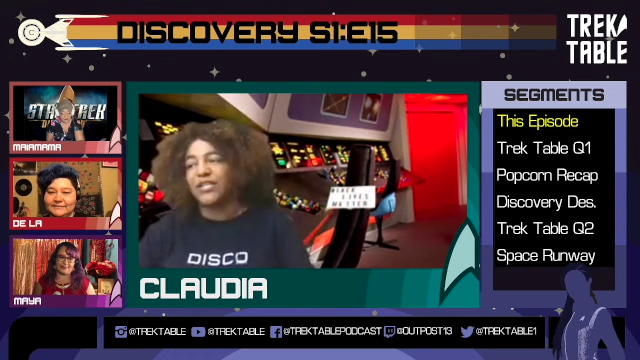 DISCOVERY S1:E15
TREK
TABLE
STAR TREK
MAIAMAMA
DE LA
MAYA
BLACK
LIVES
MATTER
DISCO
CLAUDIA
SEGMENTS
This Episode
Trek Table Q1
Popcorn Recap
Discovery Des.
Trek Table Q2
Space Runway
@TREKTABLE @TREKTABLE @TREKTABLEPODCAST @OUTPOST13 @TREKTABLE1